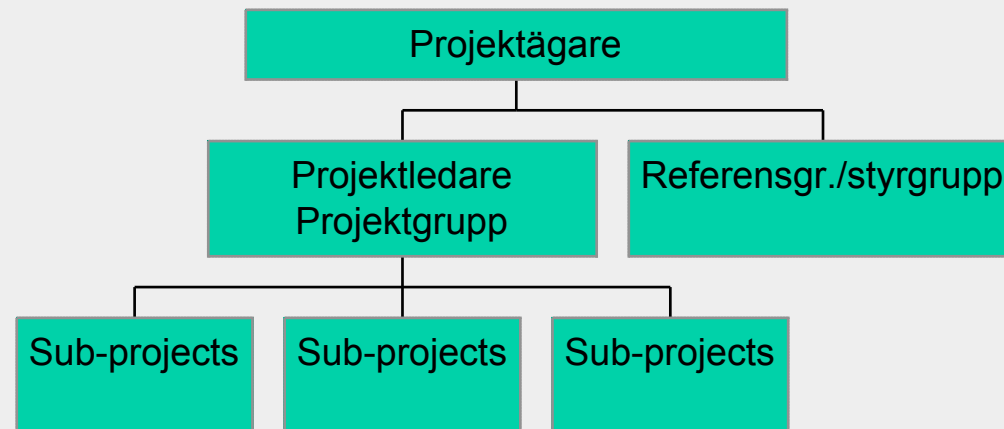 Projektägare
Projektledare
Projektgrupp
Referensgr./styrgrupp
Sub-projects
Sub-projects
Sub-projects